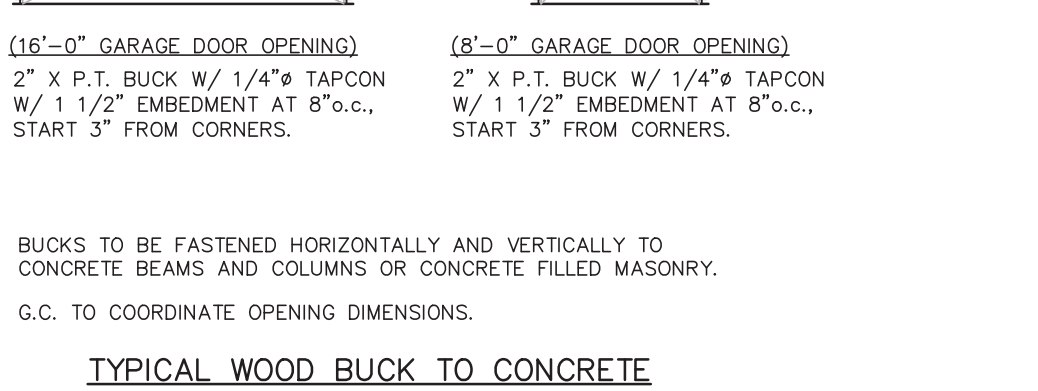 (16'-0" GARAGE DOOR OPENING)
2" X P.T. BUCK W/ 1/4"ø TAPCON
W/ 1 1/2" EMBEDMENT AT 8"o.c.,
START 3" FROM CORNERS.
(8'-0" GARAGE DOOR OPENING)
2" X P.T. BUCK W/ 1/4"ø TAPCON
W/ 1 1/2" EMBEDMENT AT 8"o.c.,
START 3" FROM CORNERS.
BUCKS TO BE FASTENED HORIZONTALLY AND VERTICALLY TO
CONCRETE BEAMS AND COLUMNS OR CONCRETE FILLED MASONRY.
G.C. TO COORDINATE OPENING DIMENSIONS.
TYPICAL WOOD BUCK TO CONCRETE